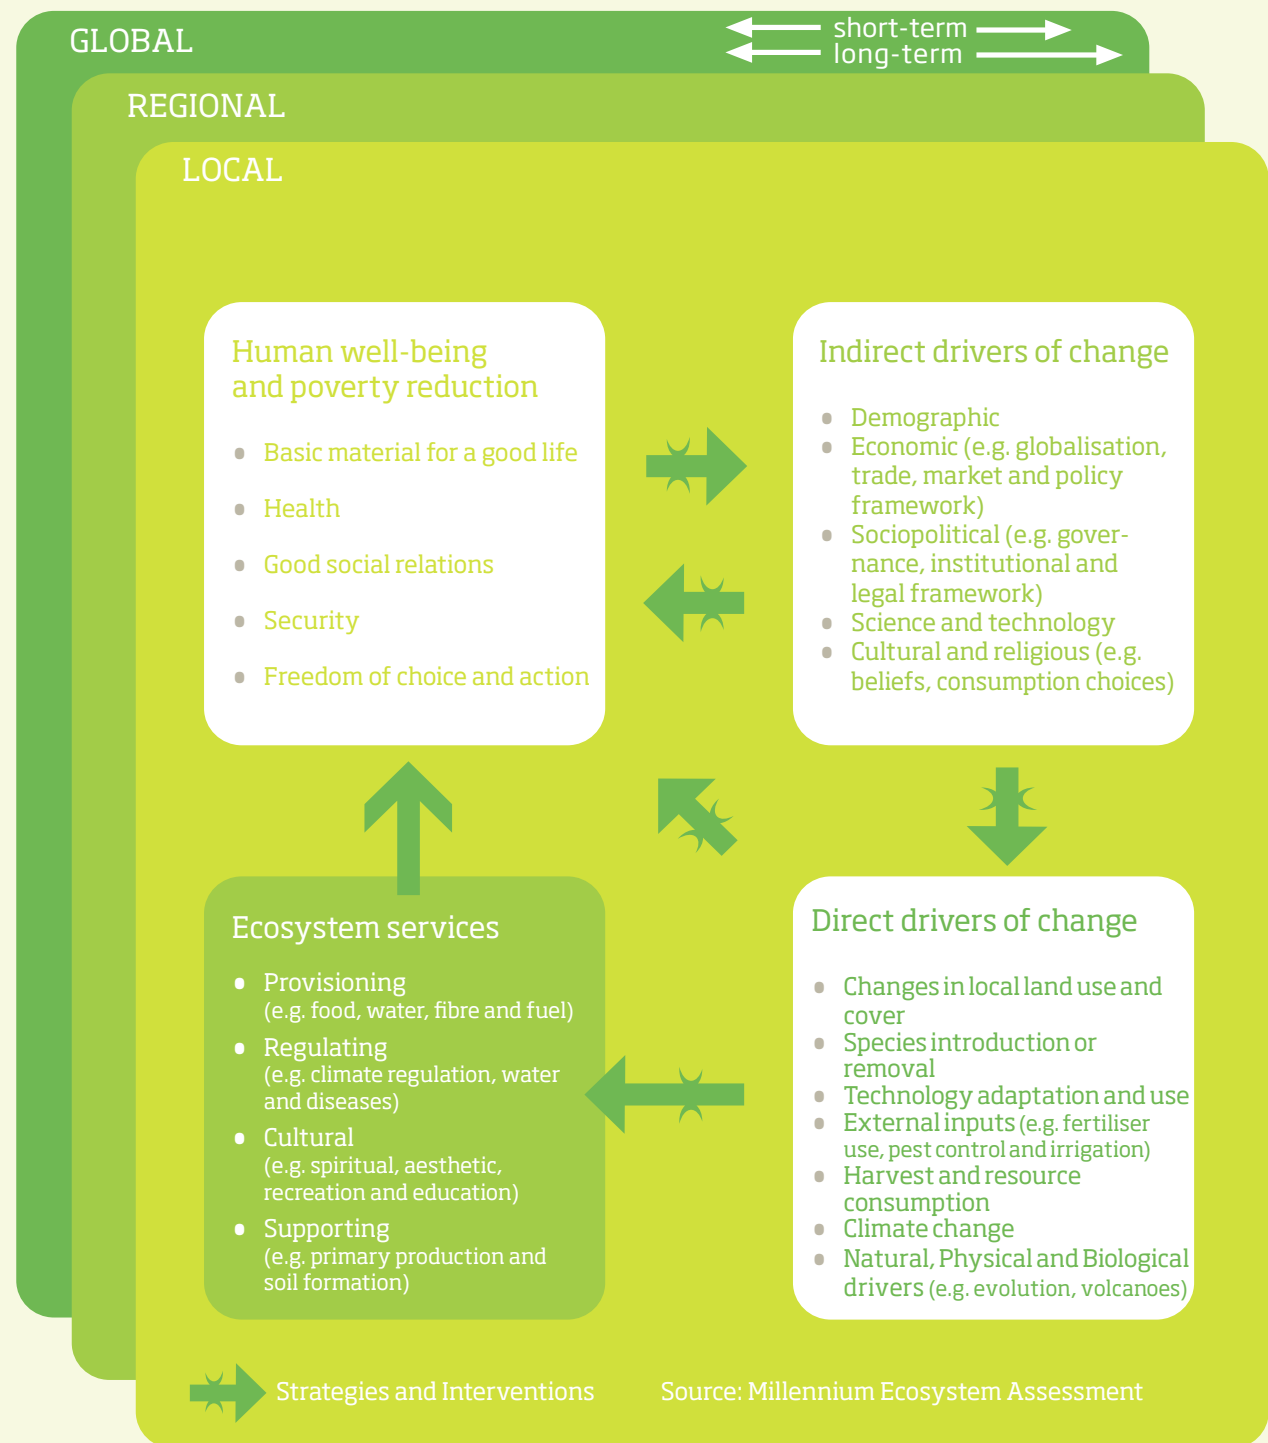 GLOBAL
short-term
long-term
REGIONAL
LOCAL
Human well-being
and poverty reduction
Basic material for a good life
Health
Good social relations
Security
Freedom of choice and action
Indirect drivers of change
Demographic
Economic (e.g. globalisation,
trade, market and policy
framework)
Sociopolitical (e.g. gover-
nance, institutional and
legal framework)
Science and technology
Cultural and religious (e.g.
beliefs, consumption choices)
Ecosystem services
Provisioning
(e.g. food, water, fibre and fuel)
Regulating
(e.g. climate regulation, water
and diseases)
Cultural
(e.g. spiritual, aesthetic,
recreation and education)
Supporting
(e.g. primary production and
soil formation)
Direct drivers of change
Changes in local land use and
cover
Species introduction or
removal
Technology adaptation and use
External inputs (e.g. fertiliser
use, pest control and irrigation)
Harvest and resource
consumption
Climate change
Natural, Physical and Biological
drivers (e.g. evolution, volcanoes)
Strategies and Interventions
Source: Millennium Ecosystem Assessment